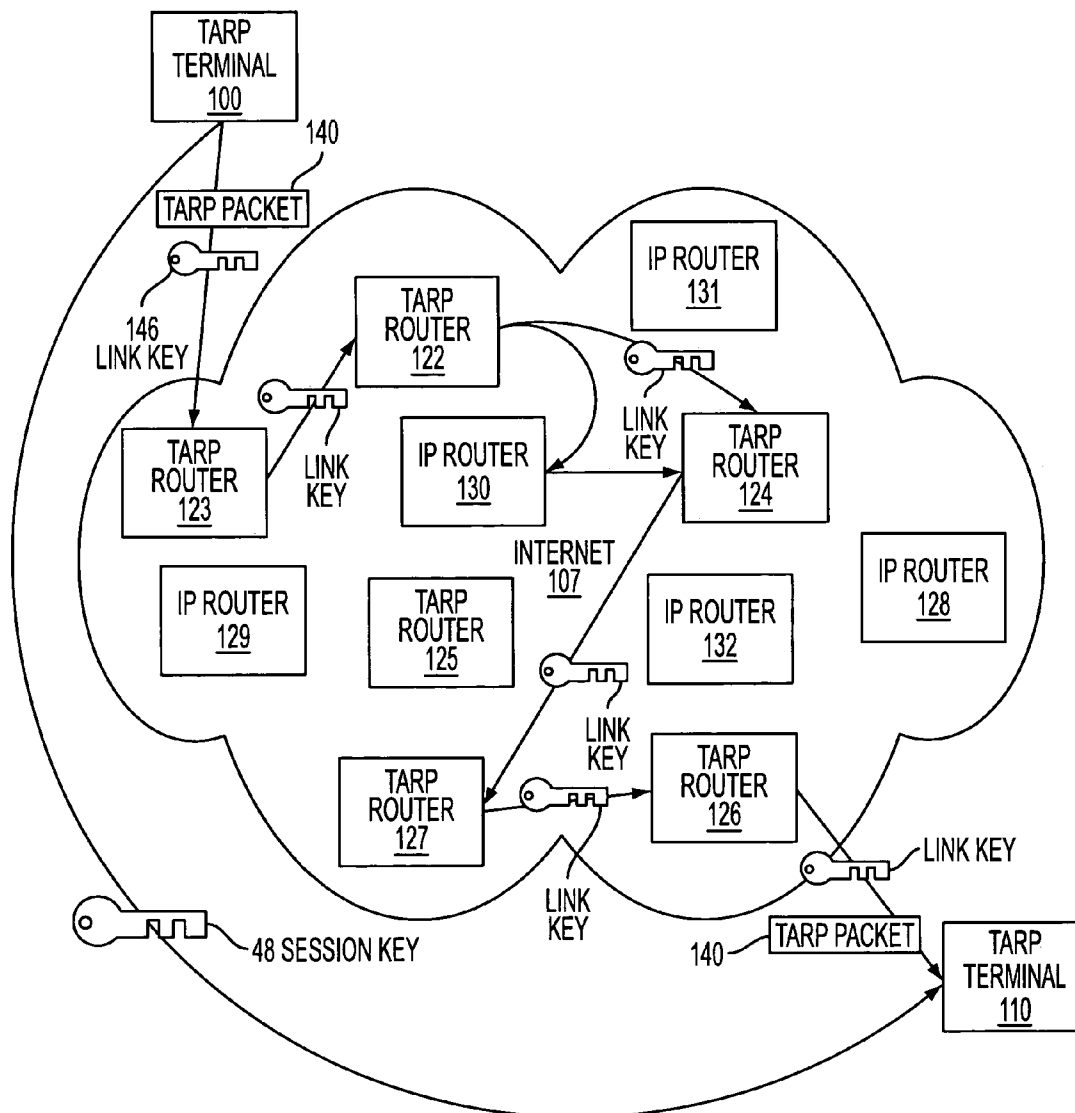 TARP
TERMINAL
100
140
TARP PACKET
146
LINK KEY
TARP
ROUTER
122
IP ROUTER
131
LINK
KEY
LINK
KEY
TARP
ROUTER
123
IP ROUTER
130
TARP
ROUTER
124
INTERNET
107
IP ROUTER
129
TARP
ROUTER
125
IP ROUTER
132
IP ROUTER
128
LINK
KEY
TARP
ROUTER
127
TARP
ROUTER
126
LINK
KEY
LINK KEY
48 SESSION KEY
140
TARP PACKET
TARP
TERMINAL
110